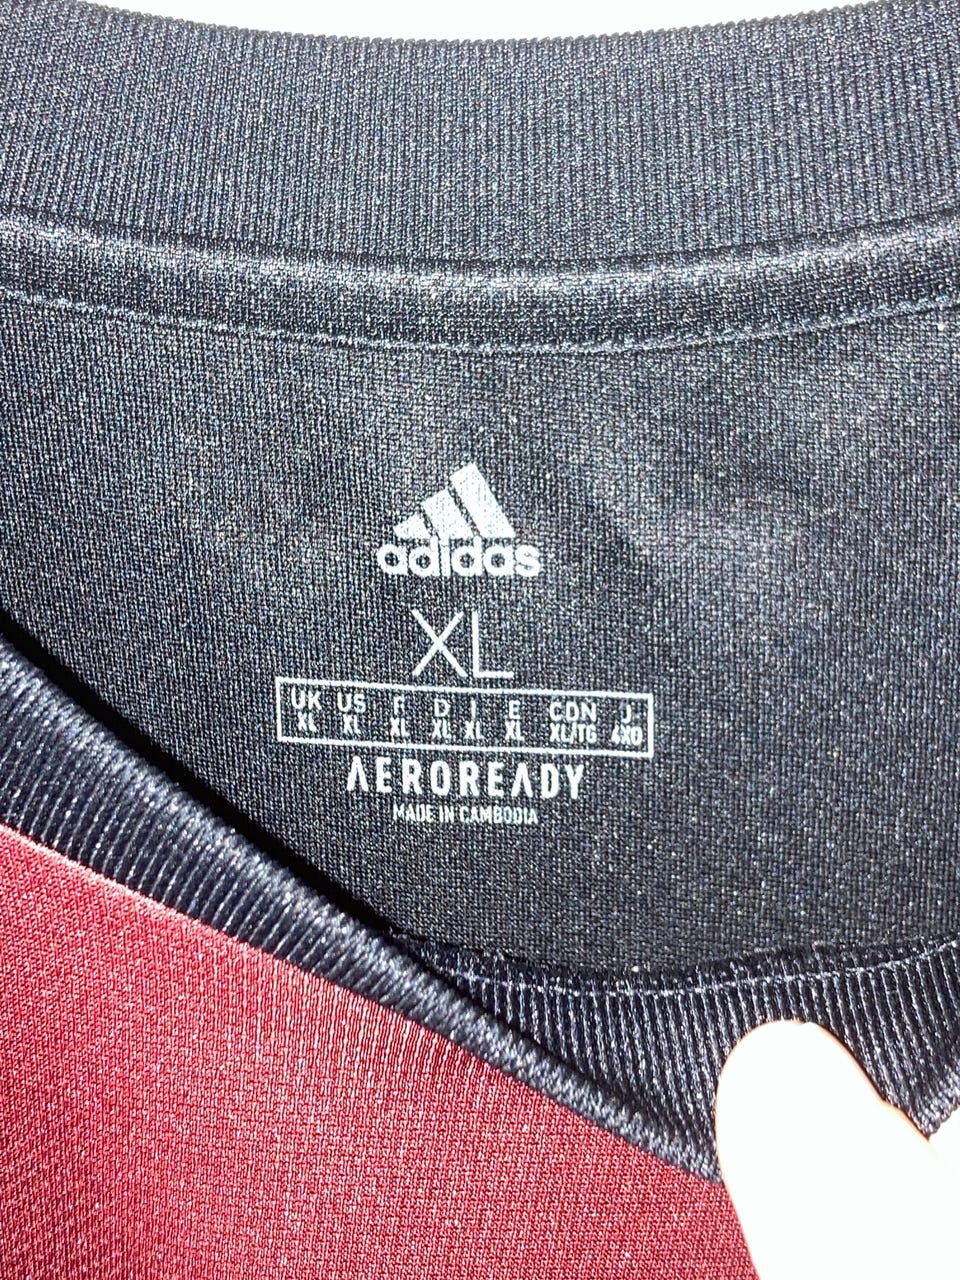 adidas
XL
UK US F D I E CDN J
XL XL XL XL XL XL XL/TG 4XO
AEROREADY
MADE IN CAMBODIA